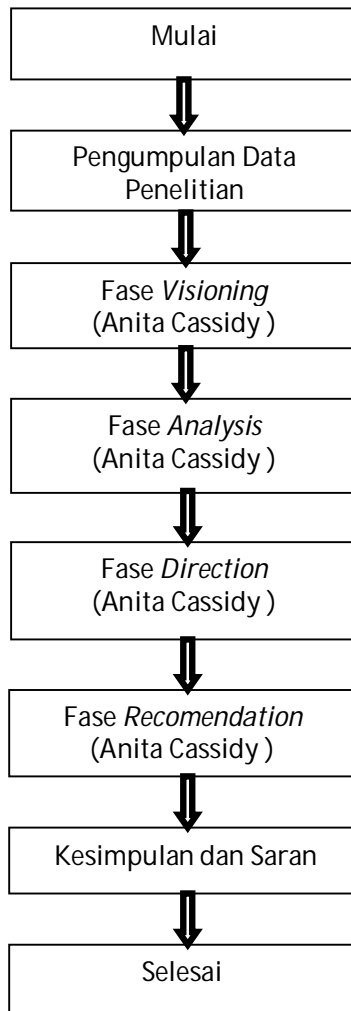 Mulai
Pengumpulan Data
Penelitian
Fase Visioning
(Anita Cassidy )
Fase Analysis
(Anita Cassidy )
Fase Direction
(Anita Cassidy )
Fase Recomendation
(Anita Cassidy )
Kesimpulan dan Saran
Selesai